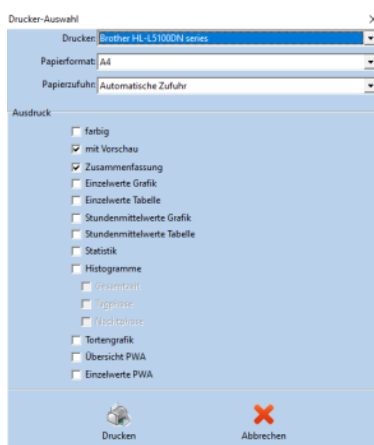 Drucker-Auswahl
Drucker: Brother HL-L5100DN series
Papierformat: A4
Papierzufuhr: Automatische Zufuhr
Ausdruck
farbig
mit Vorschau
Zusammenfassung
Einzelwerte Grafik
Einzelwerte Tabelle
Stundenmittelwerte Grafik
Stundenmittelwerte Tabelle
Statistik
Histogramme
Gesamtzeit
Tagphase
Nachtphase
Tortengrafik
Übersicht PWA
Einzelwerte PWA
Drucken Abbrechen